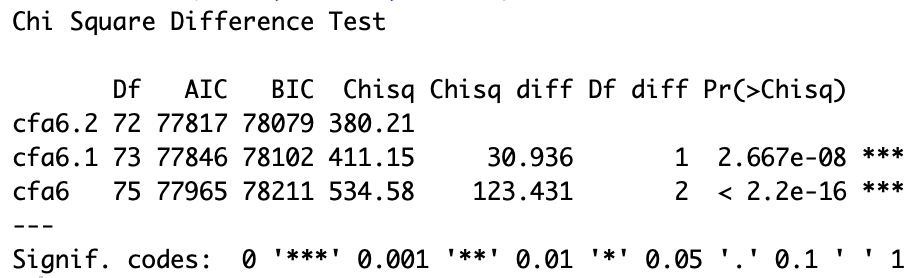 Chi Square Difference Test
Df AIC BIC Chisq Chisq diff Df diff Pr(>Chisq)
cfa6.2 72 77817 78079 380.21
cfa6.1 73 77846 78102 411.15 30.936 1 2.667e-08 ***
cfa6 75 77965 78211 534.58 123.431 2 < 2.2e-16 ***
---
Signif. codes: 0 '***' 0.001 '**' 0.01 '*' 0.05 '.' 0.1 ' ' 1